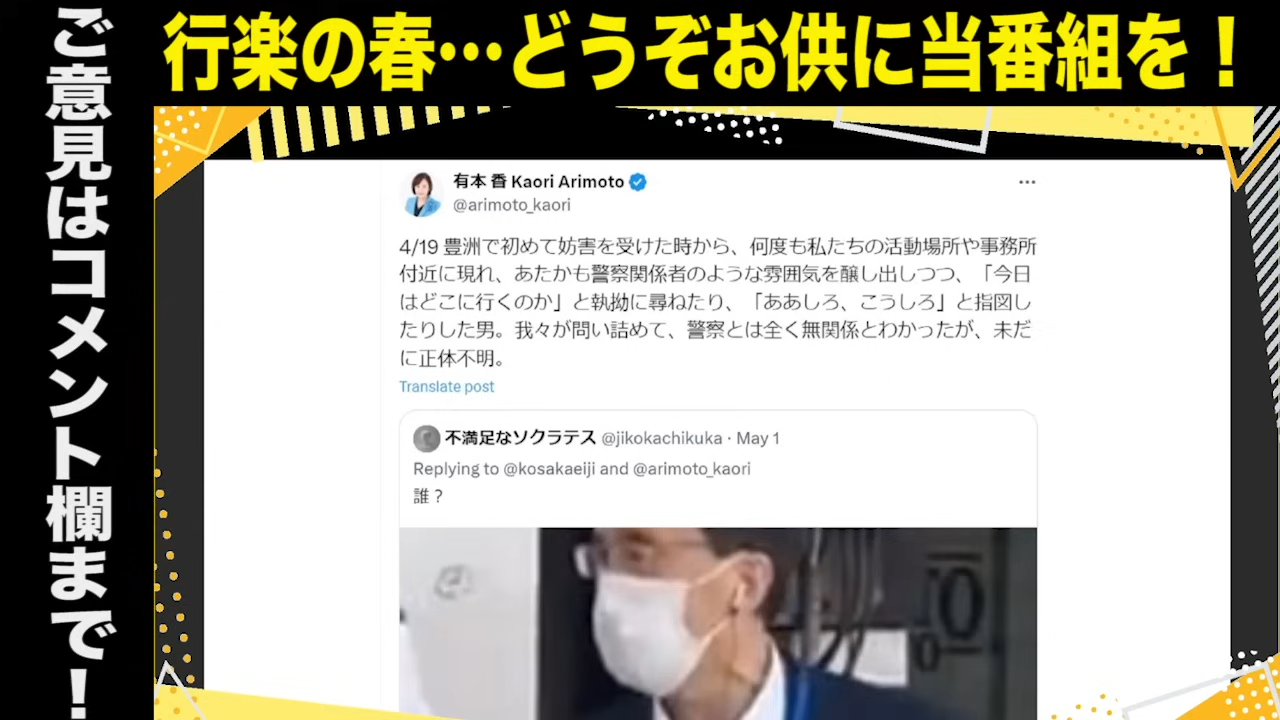 行楽の春…どうぞお供に当番組を！
ご意見はコメント欄まで！
有本 香 Kaori Arimoto
@arimoto_kaori
4/19 豊洲で初めて妨害を受けた時から、何度も私たちの活動場所や事務所
付近に現れ、あたかも警察関係者のような雰囲気を醸し出しつつ、「今日
はどこに行くのか」と執拗に尋ねたり、「ああしろ、こうしろ」と指図し
たりした男。我々が問い詰めて、警察とは全く無関係とわかったが、未だ
に正体不明。
Translate post
不満足なソクラテス @jikokachikuka · May 1
Replying to @kosakaeiji and @arimoto_kaori
誰？